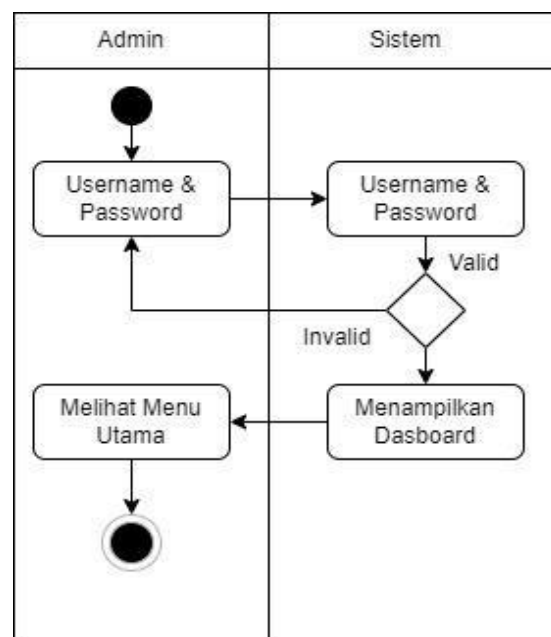 Admin
Sistem
Username &
Password
Username &
Password
Valid
Invalid
Melihat Menu
Utama
Menampilkan
Dasboard